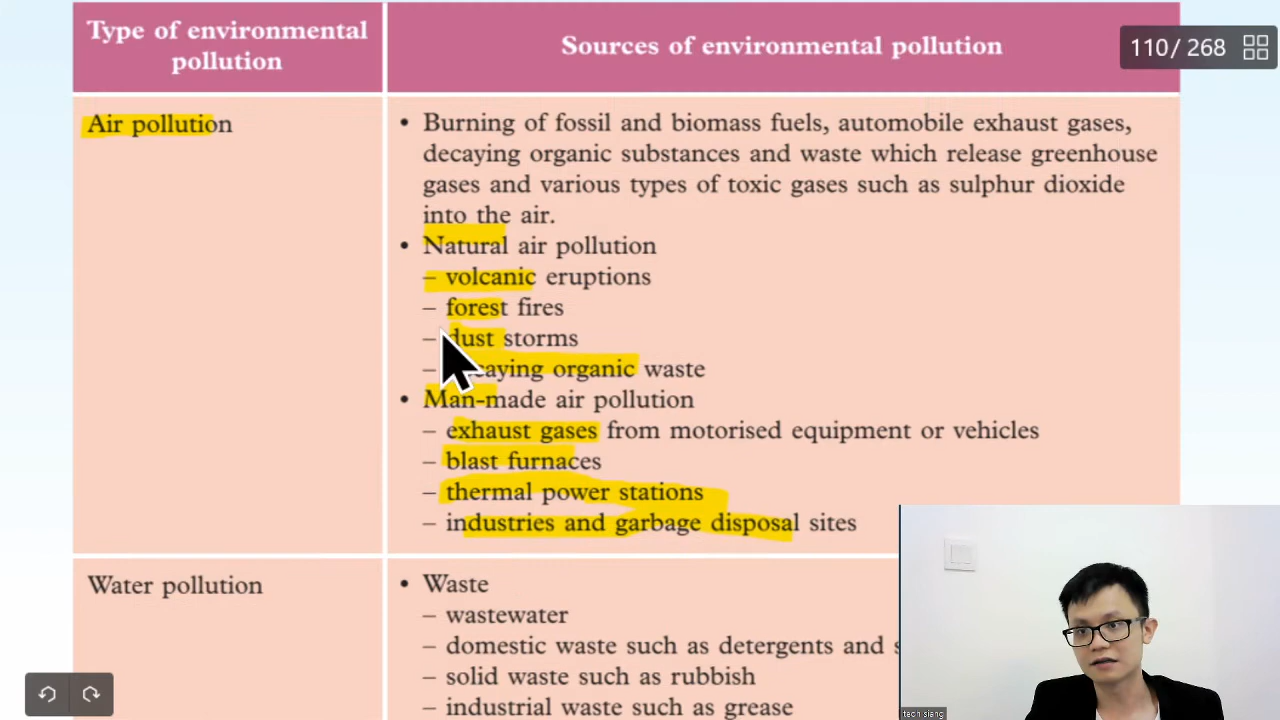 Type of environmental
pollution
Sources of environmental pollution
110/ 268
Air pollution
• Burning of fossil and biomass fuels, automobile exhaust gases,
decaying organic substances and waste which release greenhouse
gases and various types of toxic gases such as sulphur dioxide
into the air.
• Natural air pollution
– volcanic eruptions
– forest fires
– dust storms
– organic waste
• Man-made air pollution
– exhaust gases from motorised equipment or vehicles
– blast furnaces
– thermal power stations
– industries and garbage disposal sites
Water pollution
• Waste
– wastewater
– domestic waste such as detergents and
– solid waste such as rubbish
– industrial waste such as grease
teoh siang